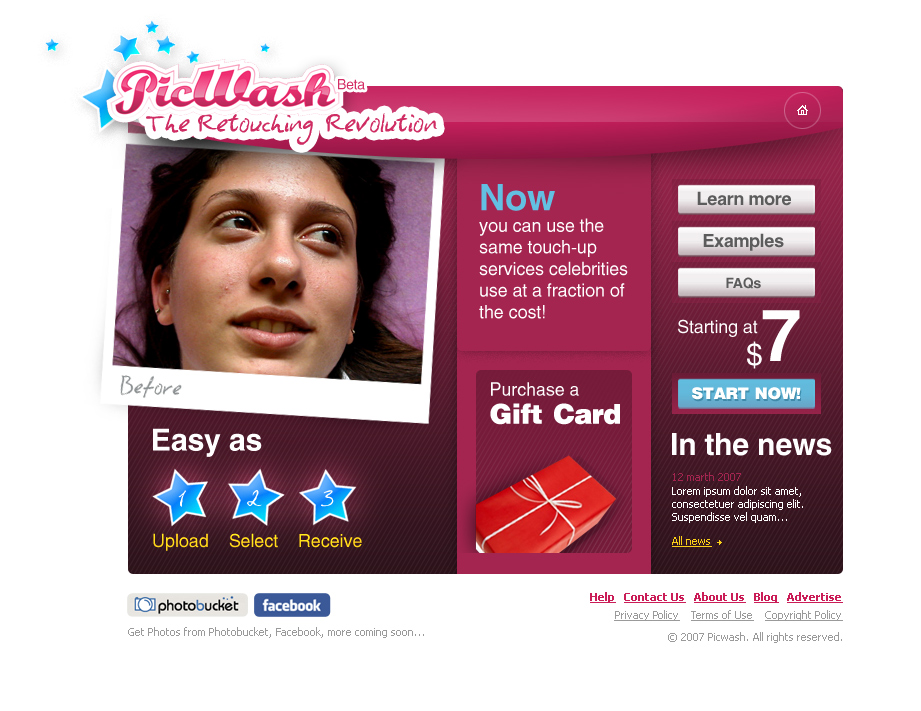 PicWash Beta
The Retouching Revolution
Before
Now
you can use the
same touch-up
services celebrities
use at a fraction of
the cost!
Learn more
Examples
FAQs
Starting at
$7
START NOW!
Purchase a
Gift Card
Easy as
1 2 3
Upload Select Receive
In the news
12 marth 2007
Lorem ipsum dolor sit amet,
consectetuer adipiscing elit.
Suspendisse vel quam...
All news
photobucket facebook
Get Photos from Photobucket, Facebook, more coming soon...
Help Contact Us About Us Blog Advertise
Privacy Policy Terms of Use Copyright Policy
© 2007 Picwash. All rights reserved.